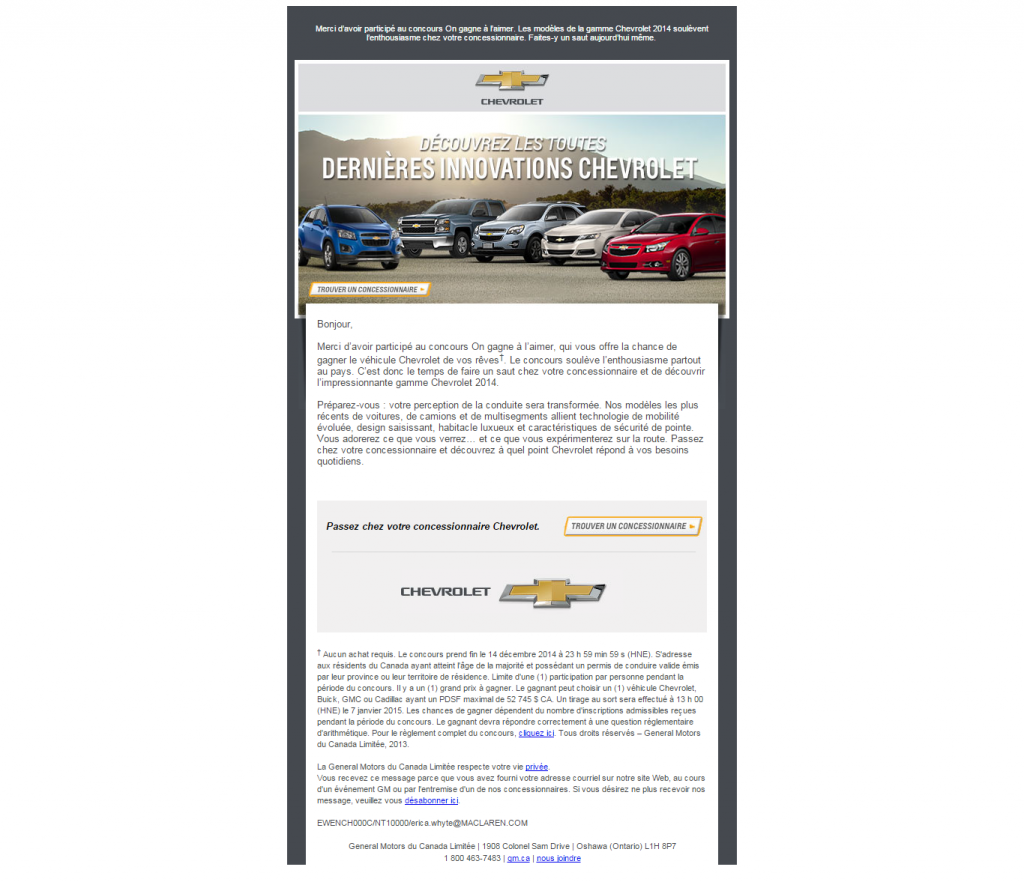 Merci d'avoir participé au concours On gagne à l'aimer. Les modèles de la gamme Chevrolet 2014 soulèvent
l'enthousiasme chez votre concessionnaire. Faites-y un saut aujourd'hui même.
CHEVROLET
DÉCOUVREZ LES TOUTES
DERNIÈRES INNOVATIONS CHEVROLET
TROUVER UN CONCESSIONNAIRE
Bonjour,
Merci d'avoir participé au concours On gagne à l'aimer, qui vous offre la chance de
gagner le véhicule Chevrolet de vos rêves†. Le concours soulève l'enthousiasme partout
au pays. C'est donc le temps de faire un saut chez votre concessionnaire et de découvrir
l'impressionnante gamme Chevrolet 2014.
Préparez-vous : votre perception de la conduite sera transformée. Nos modèles les plus
récents de voitures, de camions et de multisegments allient technologie de mobilité
évoluée, design saisissant, habitacle luxueux et caractéristiques de sécurité de pointe.
Vous adorerez ce que vous verrez… et ce que vous expérimenterez sur la route. Passez
chez votre concessionnaire et découvrez à quel point Chevrolet répond à vos besoins
quotidiens.
Passez chez votre concessionnaire Chevrolet.
TROUVER UN CONCESSIONNAIRE
CHEVROLET
† Aucun achat requis. Le concours prend fin le 14 décembre 2014 à 23 h 59 min 59 s (HNE). S'adresse
aux résidents du Canada ayant atteint l'âge de la majorité et possédant un permis de conduire valide émis
par leur province ou leur territoire de résidence. Limite d'une (1) participation par personne pendant la
période du concours. Il y a un (1) grand prix à gagner. Le gagnant peut choisir un (1) véhicule Chevrolet,
Buick, GMC ou Cadillac ayant un PDSF maximal de 52 745 $ CA. Un tirage au sort sera effectué à 13 h 00
(HNE) le 7 janvier 2015. Les chances de gagner dépendent du nombre d'inscriptions admissibles reçues
pendant la période du concours. Le gagnant devra répondre correctement à une question réglementaire
d'arithmétique. Pour le règlement complet du concours, cliquez ici. Tous droits réservés – General Motors
du Canada Limitée, 2013.
La General Motors du Canada Limitée respecte votre vie privée.
Vous recevez ce message parce que vous avez fourni votre adresse courriel sur notre site Web, au cours
d'un événement GM ou par l'entremise d'un de nos concessionnaires. Si vous désirez ne plus recevoir nos
message, veuillez vous désabonner ici.
EWENCH000C/NT10000/erica.whyte@MACLAREN.COM
General Motors du Canada Limitée | 1908 Colonel Sam Drive | Oshawa (Ontario) L1H 8P7
1 800 463-7483 | gm.ca | nous joindre